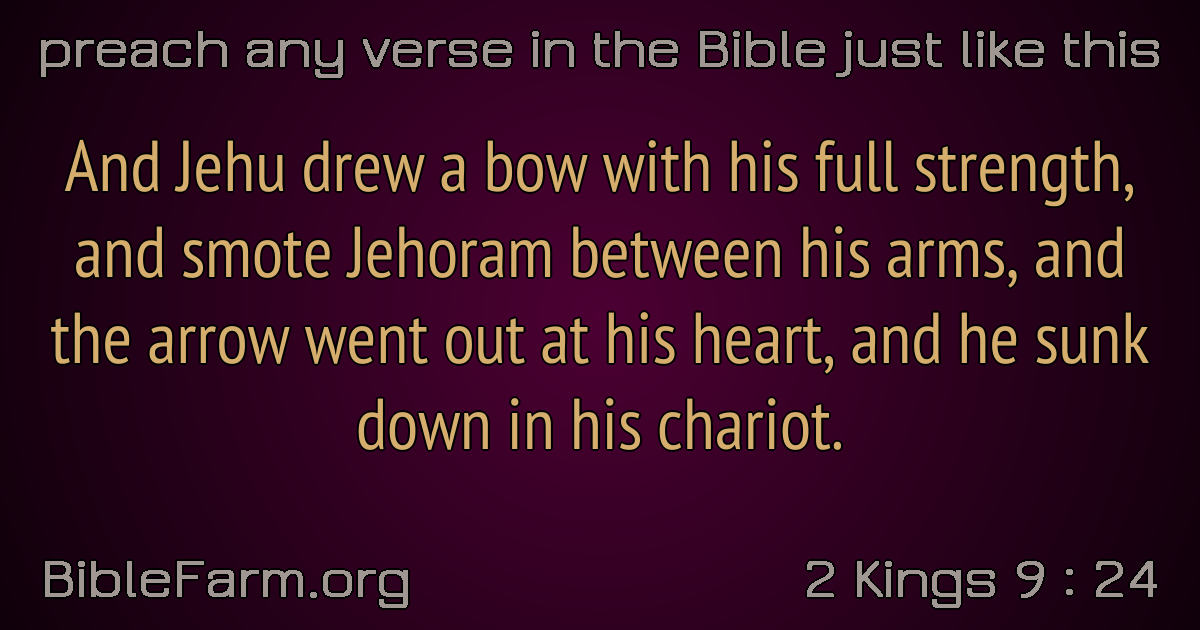 preach any verse in the Bible just like this
And Jehu drew a bow with his full strength,
and smote Jehoram between his arms, and
the arrow went out at his heart, and he sunk
down in his chariot.
BibleFarm.org
2 Kings 9 : 24